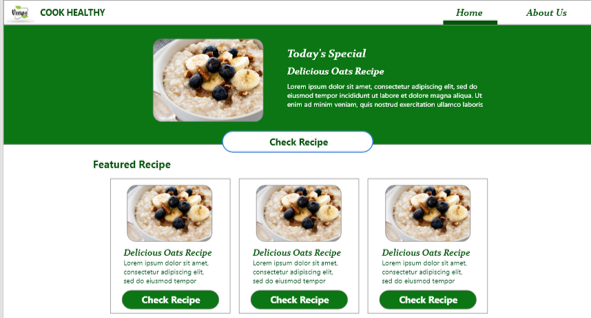 COOK HEALTHY
Home
About Us
Today's Special
Delicious Oats Recipe
Lorem ipsum dolor sit amet, consectetur adipiscing elit, sed do
eiusmod tempor incididunt ut labore et dolore magna aliqua. Ut
enim ad minim veniam, quis nostrud exercitation ullamco laboris
Check Recipe
Featured Recipe
Delicious Oats Recipe
Lorem ipsum dolor sit amet,
consectetur adipiscing elit,
sed do eiusmod tempor
Check Recipe
Delicious Oats Recipe
Lorem ipsum dolor sit amet,
consectetur adipiscing elit,
sed do eiusmod tempor
Check Recipe
Delicious Oats Recipe
Lorem ipsum dolor sit amet,
consectetur adipiscing elit,
sed do eiusmod tempor
Check Recipe